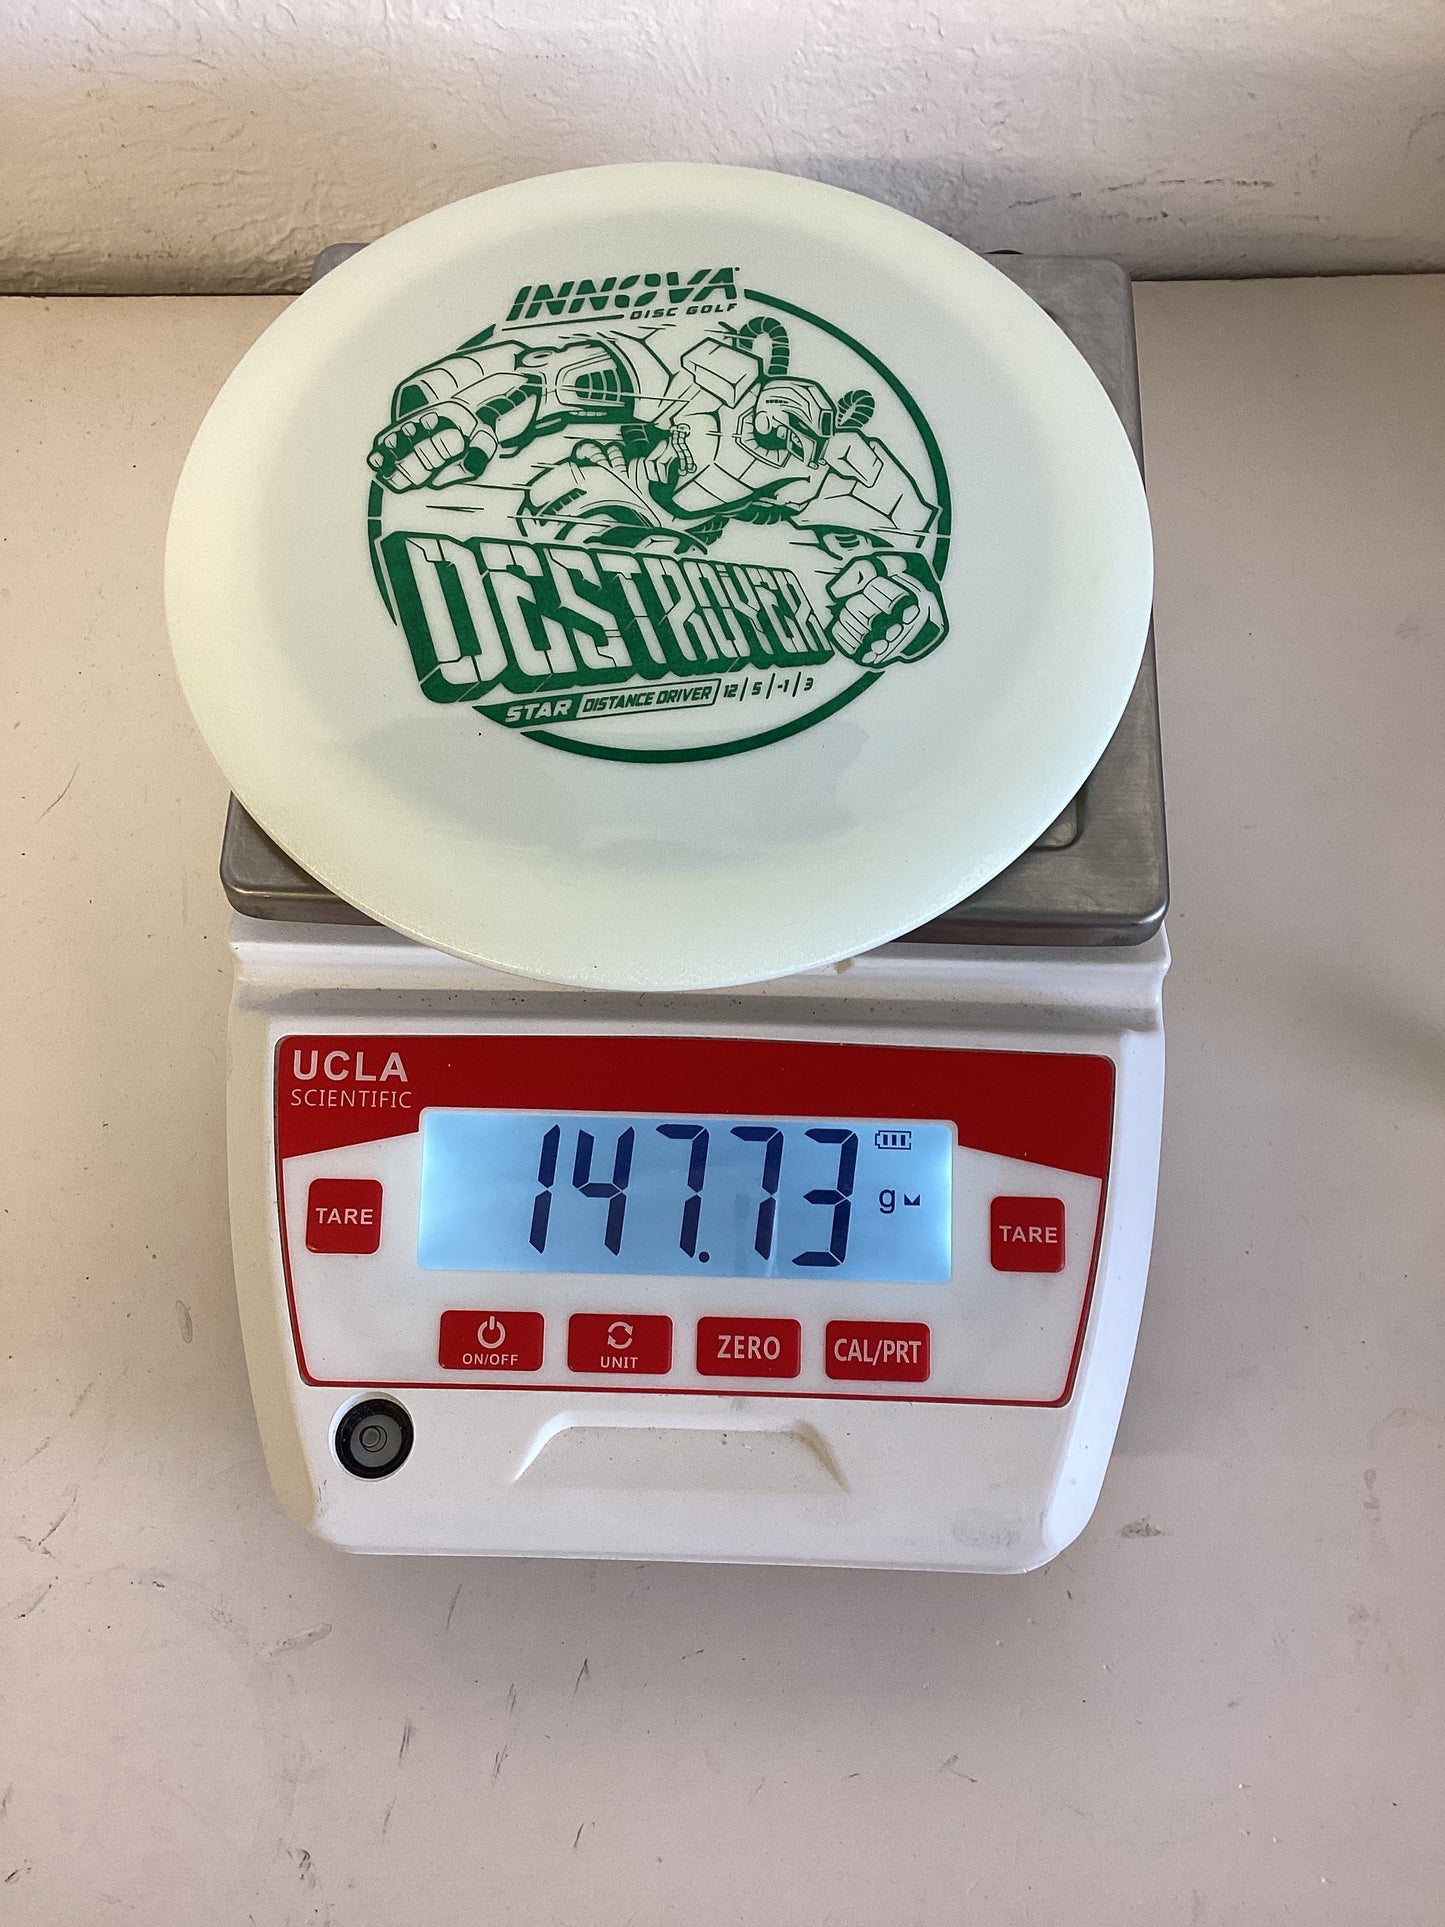 INNOVA
DISC GOLF
DESTROYER
STAR DISTANCE DRIVER 12 | 5 | -1 | 3
UCLA
SCIENTIFIC
147.73 g
TARE
TARE
ON/OFF
UNIT
ZERO
CAL/PRT